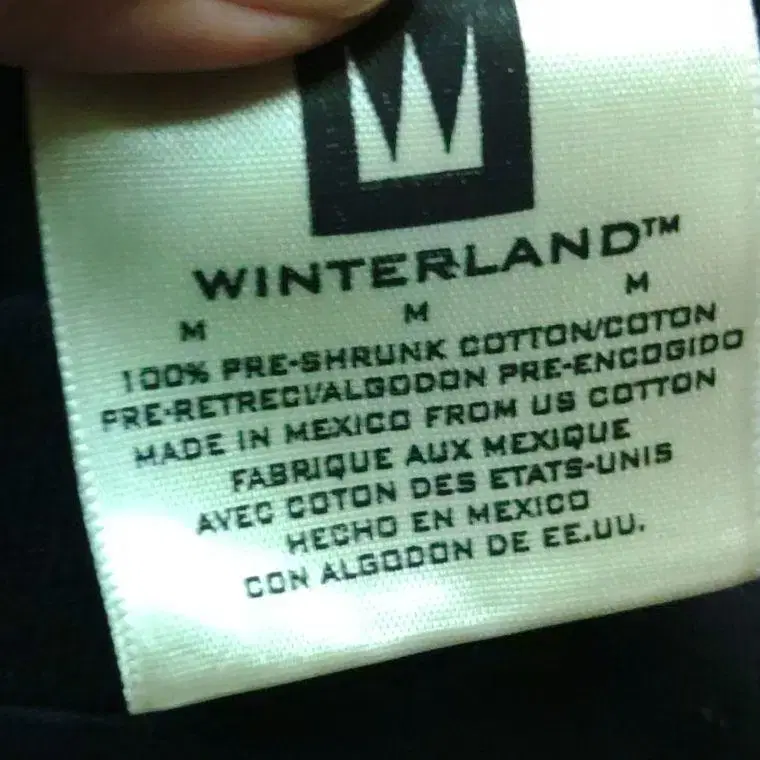 WINTERLAND™
M M M
100% PRE-SHRUNK COTTON/COTON
PRE-RETRECI/ALGODON PRE-ENCOGIDO
MADE IN MEXICO FROM US COTTON
FABRIQUE AUX MEXIQUE
AVEC COTON DES ETATS-UNIS
HECHO EN MEXICO
CON ALGODON DE EE.UU.